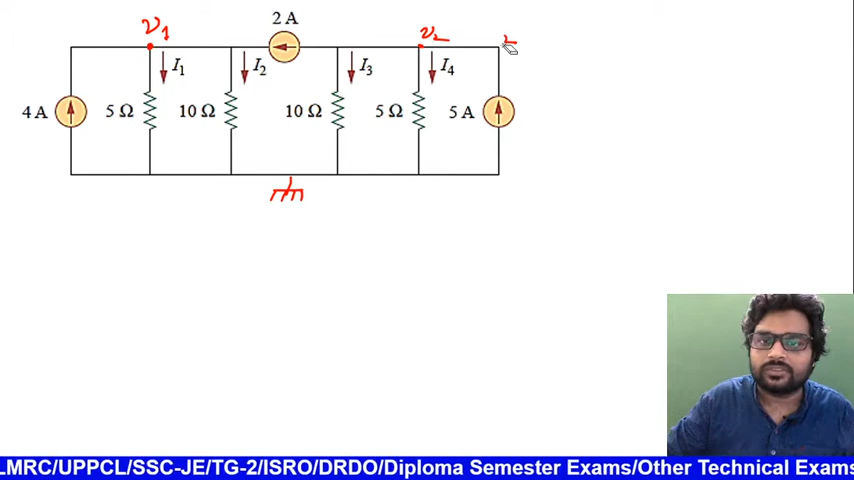 2 A
v1
v2
I1
I2
I3
I4
4 A
5 Ω
10 Ω
10 Ω
5 Ω
5 A
LMRC/UPPCL/SSC-JE/TG-2/ISRO/DRDO/Diploma Semester Exams/Other Technical Exams